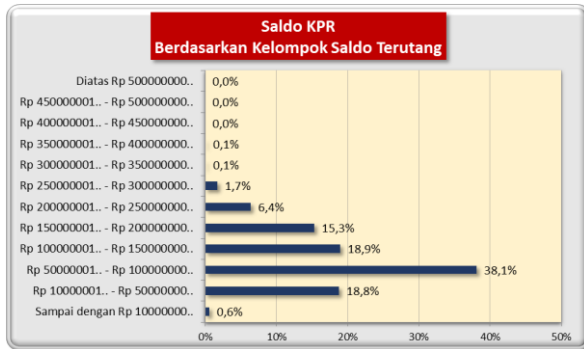 Saldo KPR
Berdasarkan Kelompok Saldo Terutang
Diatas Rp 500000000.. 0,0%
Rp 450000001.. - Rp 500000000.. 0,0%
Rp 400000001.. - Rp 450000000.. 0,0%
Rp 350000001.. - Rp 400000000.. 0,1%
Rp 300000001.. - Rp 350000000.. 0,1%
Rp 250000001.. - Rp 300000000.. 1,7%
Rp 200000001.. - Rp 250000000.. 6,4%
Rp 150000001.. - Rp 200000000.. 15,3%
Rp 100000001.. - Rp 150000000.. 18,9%
Rp 50000001.. - Rp 100000000.. 38,1%
Rp 10000001.. - Rp 50000000.. 18,8%
Sampai dengan Rp 10000000.. 0,6%
0% 10% 20% 30% 40% 50%